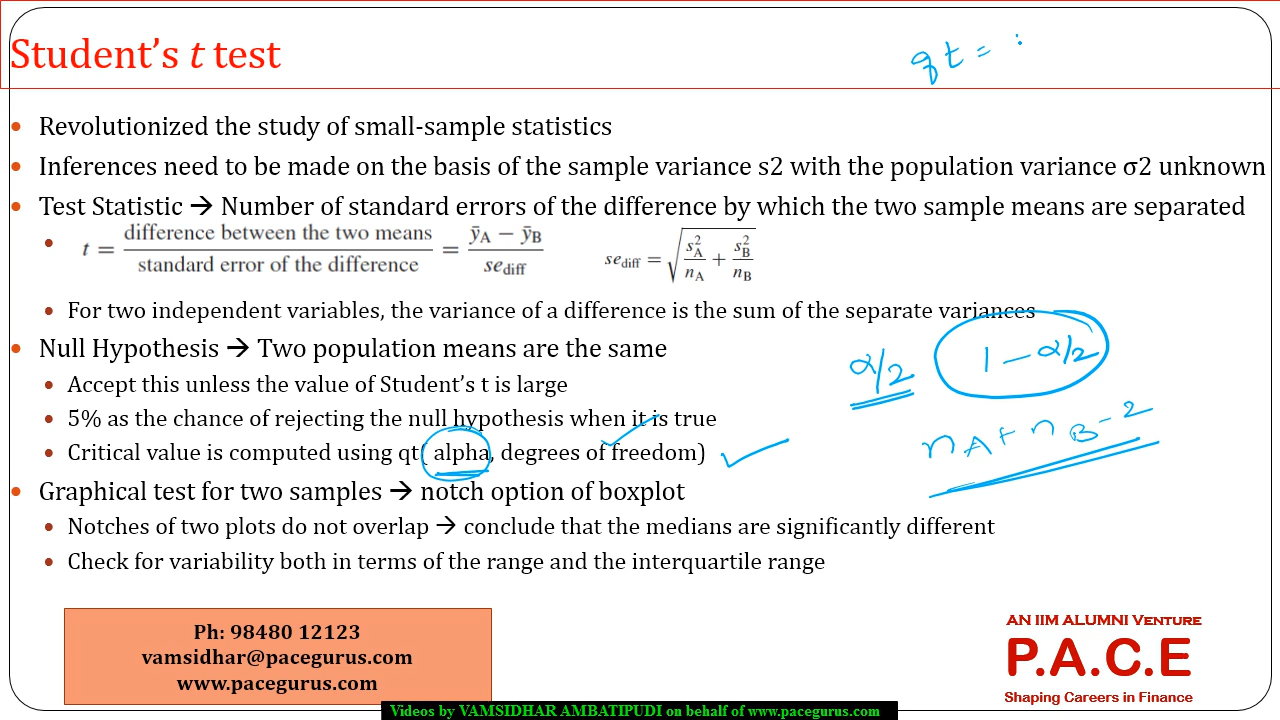 Student's t test
qt = :
• Revolutionized the study of small-sample statistics
• Inferences need to be made on the basis of the sample variance s2 with the population variance σ2 unknown
• Test Statistic → Number of standard errors of the difference by which the two sample means are separated
• t = difference between the two means / standard error of the difference = ȳA − ȳB / sediff    sediff = √(s²A/nA + s²B/nB)
• For two independent variables, the variance of a difference is the sum of the separate variances
• Null Hypothesis → Two population means are the same
α/2    1 − α/2
• Accept this unless the value of Student's t is large
• 5% as the chance of rejecting the null hypothesis when it is true
nA + nB − 2
• Critical value is computed using qt( alpha, degrees of freedom)
• Graphical test for two samples → notch option of boxplot
• Notches of two plots do not overlap → conclude that the medians are significantly different
• Check for variability both in terms of the range and the interquartile range
Ph: 98480 12123
vamsidhar@pacegurus.com
www.pacegurus.com
AN IIM ALUMNI VENTURE
P.A.C.E
Shaping Careers in Finance
Videos by VAMSIDHAR AMBATIPUDI on behalf of www.pacegurus.com